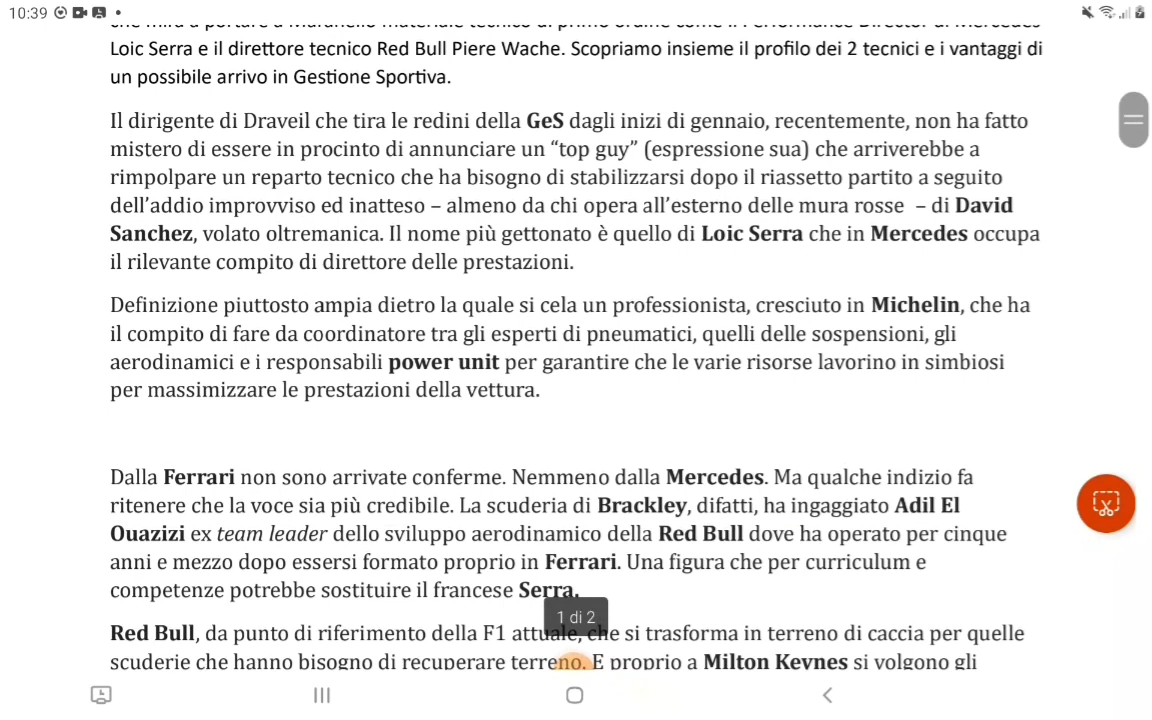 10:39
Loic Serra e il direttore tecnico Red Bull Piere Wache. Scopriamo insieme il profilo dei 2 tecnici e i vantaggi di
un possibile arrivo in Gestione Sportiva.
Il dirigente di Draveil che tira le redini della GeS dagli inizi di gennaio, recentemente, non ha fatto
mistero di essere in procinto di annunciare un “top guy” (espressione sua) che arriverebbe a
rimpolpare un reparto tecnico che ha bisogno di stabilizzarsi dopo il riassetto partito a seguito
dell’addio improvviso ed inatteso – almeno da chi opera all’esterno delle mura rosse – di David
Sanchez, volato oltremanica. Il nome più gettonato è quello di Loic Serra che in Mercedes occupa
il rilevante compito di direttore delle prestazioni.
Definizione piuttosto ampia dietro la quale si cela un professionista, cresciuto in Michelin, che ha
il compito di fare da coordinatore tra gli esperti di pneumatici, quelli delle sospensioni, gli
aerodinamici e i responsabili power unit per garantire che le varie risorse lavorino in simbiosi
per massimizzare le prestazioni della vettura.
Dalla Ferrari non sono arrivate conferme. Nemmeno dalla Mercedes. Ma qualche indizio fa
ritenere che la voce sia più credibile. La scuderia di Brackley, difatti, ha ingaggiato Adil El
Ouazizi ex team leader dello sviluppo aerodinamico della Red Bull dove ha operato per cinque
anni e mezzo dopo essersi formato proprio in Ferrari. Una figura che per curriculum e
competenze potrebbe sostituire il francese Serra.
1 di 2
Red Bull, da punto di riferimento della F1 attuale, che si trasforma in terreno di caccia per quelle
scuderie che hanno bisogno di recuperare terreno. E proprio a Milton Keynes si volgono gli